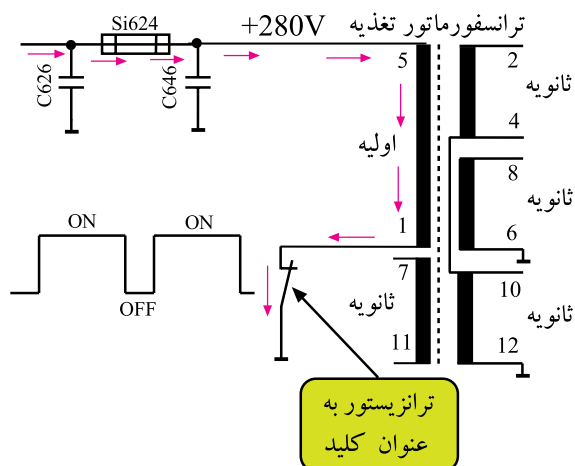 ترانسفورماتور تغذیه
Si624
+280V
C626
C646
5
2
ثانویه
4
اولیه
8
ثانویه
6
1
ON
ON
OFF
7
ثانویه
11
10
ثانویه
12
ترانزیستور به
عنوان کلید